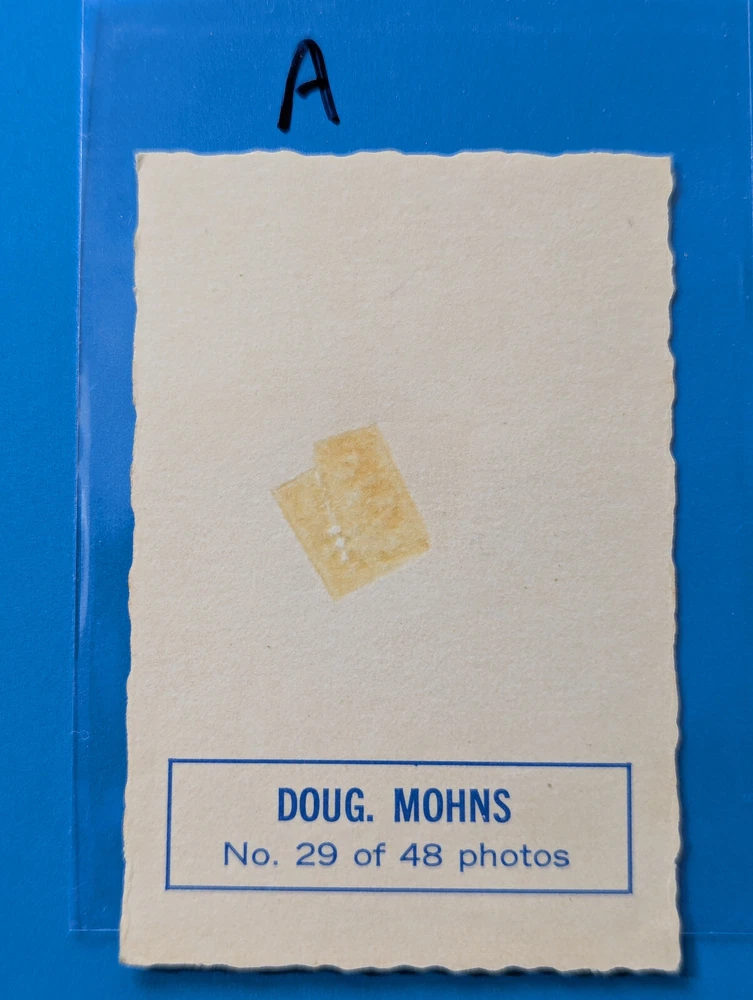 A
DOUG. MOHNS
No. 29 of 48 photos